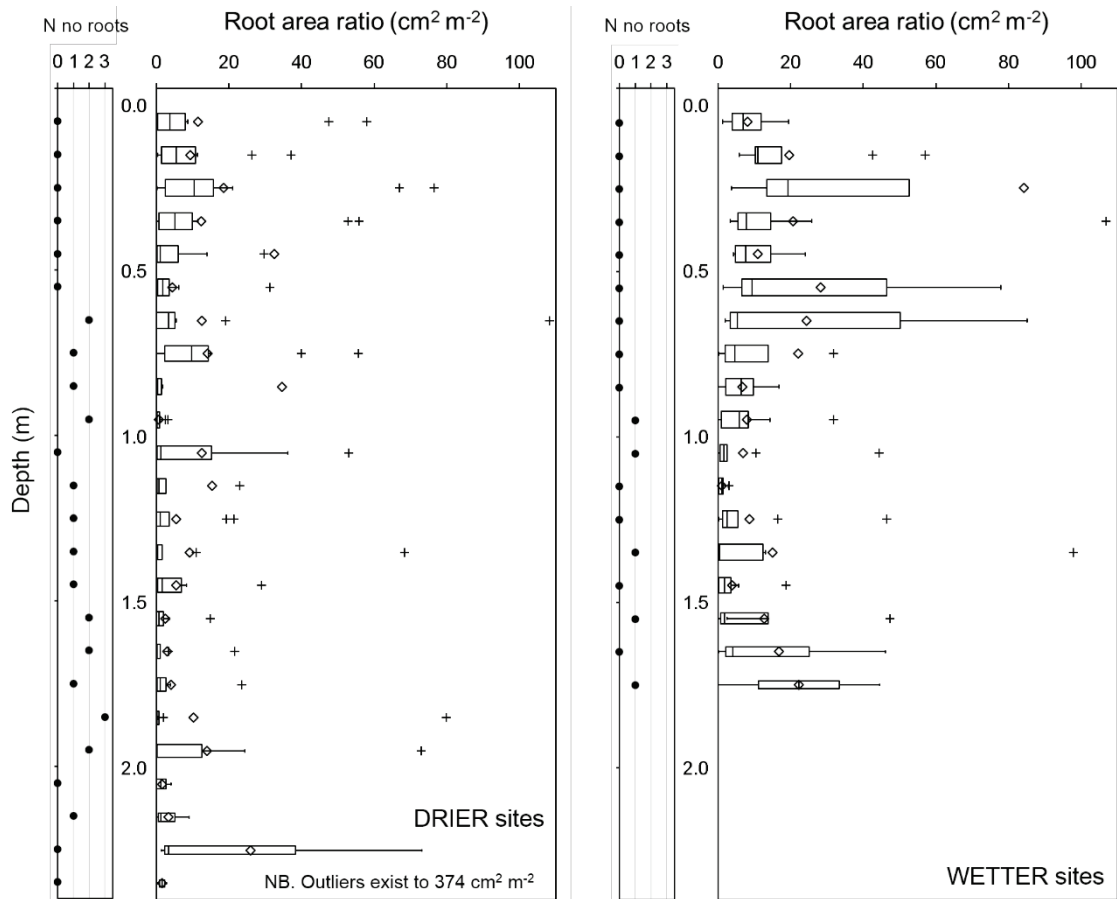 N no roots
Root area ratio (cm² m⁻²)
N no roots
Root area ratio (cm² m⁻²)
0 1 2 3
0 20 40 60 80 100
0 1 2 3
0 20 40 60 80 100
0.0
0.0
0.5
0.5
Depth (m)
1.0
1.0
1.5
1.5
2.0
2.0
DRIER sites
NB. Outliers exist to 374 cm² m⁻²
WETTER sites